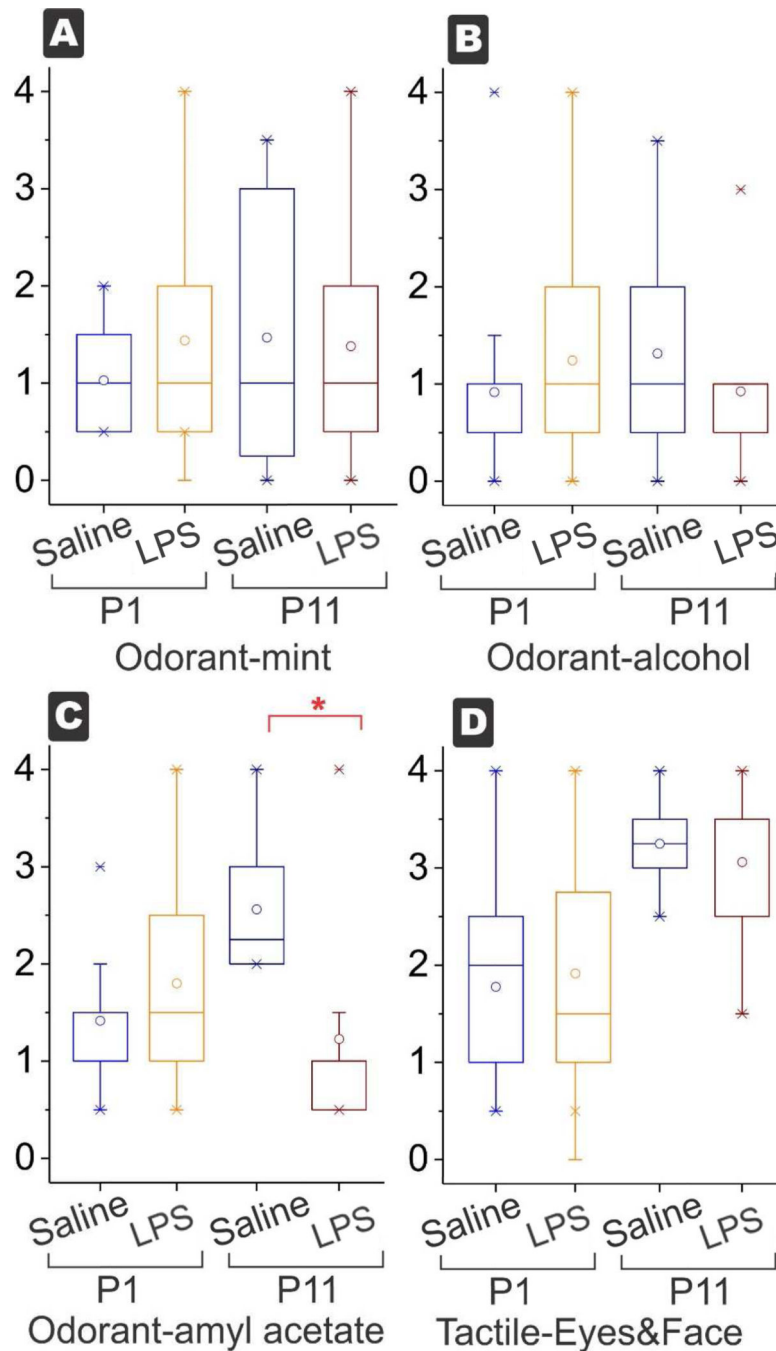 A
B
4
3
2
1
0
4
3
2
1
0
Saline LPS Saline LPS
Saline LPS Saline LPS
P1 P11
P1 P11
Odorant-mint
Odorant-alcohol
C
*
D
4
3
2
1
0
4
3
2
1
0
Saline LPS Saline LPS
Saline LPS Saline LPS
P1 P11
P1 P11
Odorant-amyl acetate
Tactile-Eyes&Face